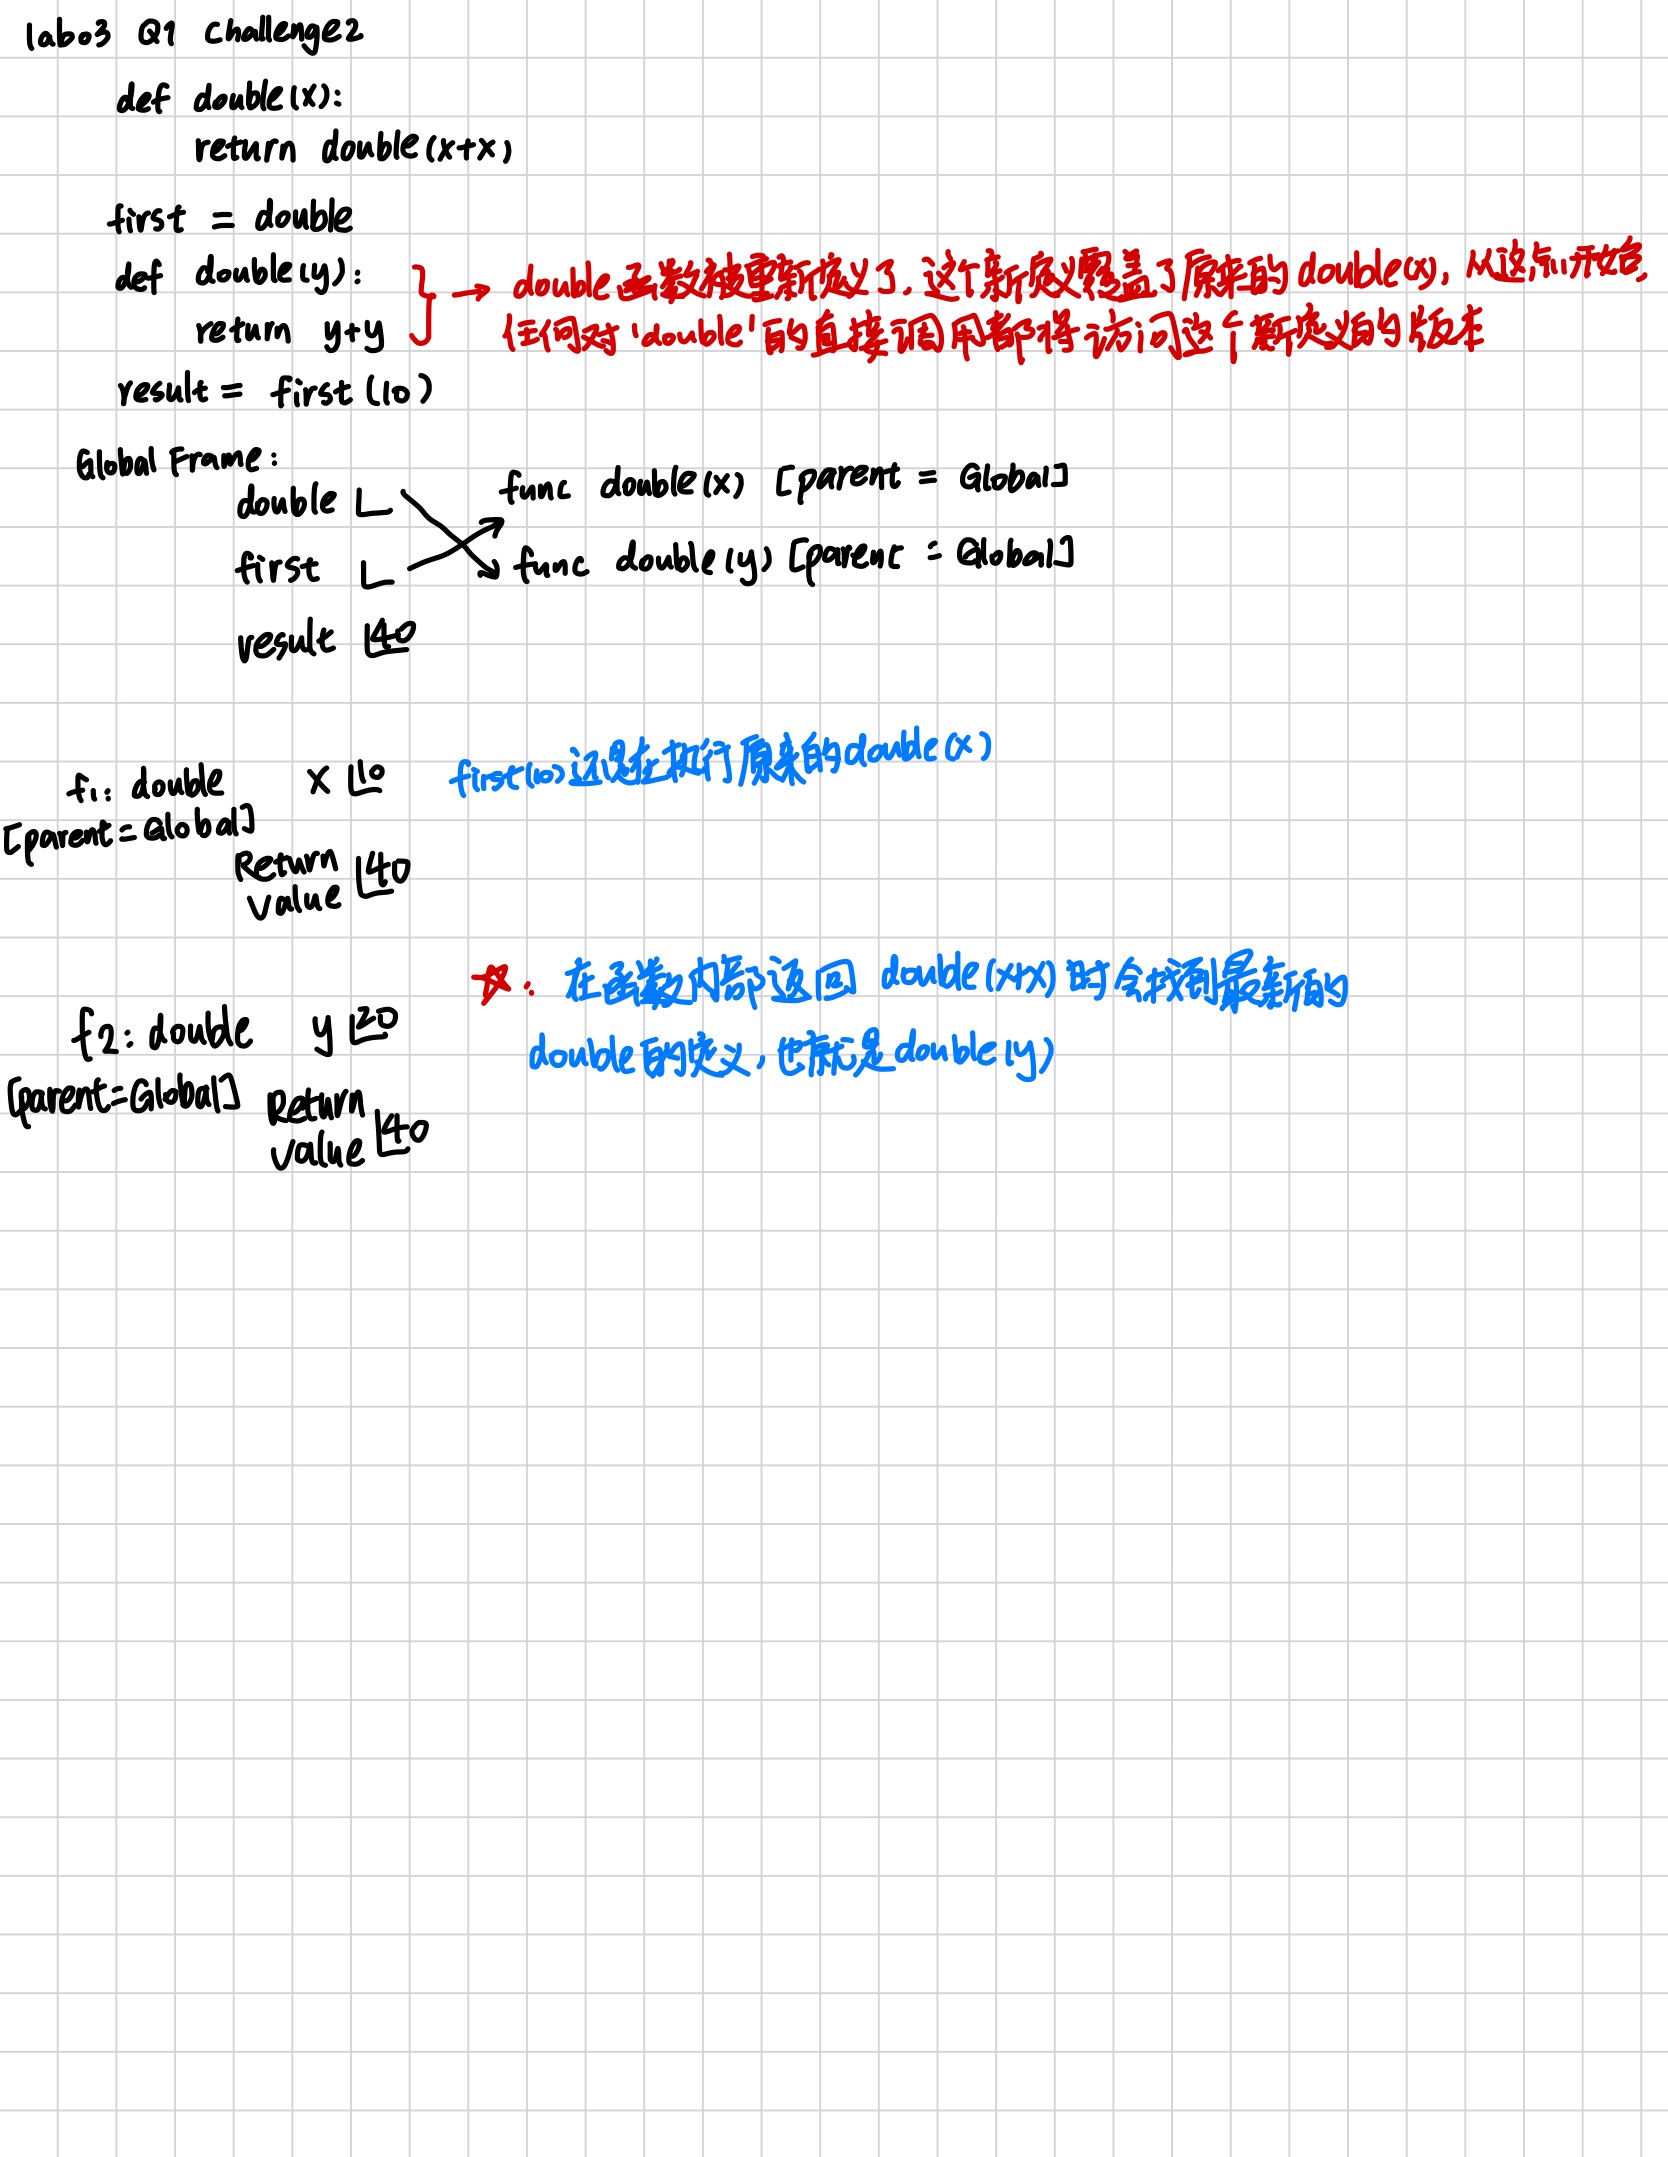 lab03 Q1 Challenge2
def double(x):
return double(x+x)
first = double
def double(y):
return y+y
→ double函数被重新定义了, 这个新定义覆盖了原来的double(x), 从这点开始,
任何对'double'的直接调用都将访问这个新定义的版本
result = first(10)
Global Frame:
double
func double(x) [parent = Global]
first
func double(y) [parent = Global]
result 40
f1: double x 10
first(10)还是在执行原来的double(x)
[parent=Global]
Return
value 40
☆: 在函数内部返回 double(x+x)时会找到最新的
double的定义, 也就是double(y)
f2: double y 20
[parent=Global]
Return
value 40